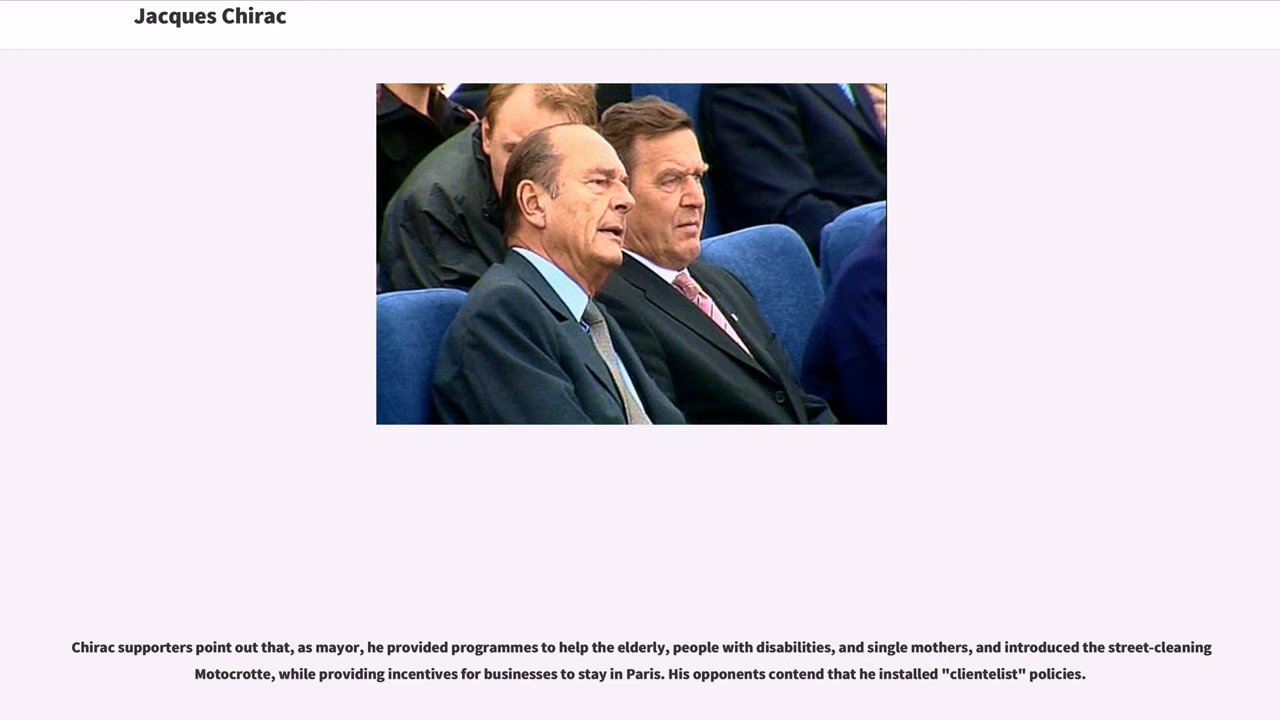 Jacques Chirac
Chirac supporters point out that, as mayor, he provided programmes to help the elderly, people with disabilities, and single mothers, and introduced the street-cleaning
Motocrotte, while providing incentives for businesses to stay in Paris. His opponents contend that he installed "clientelist" policies.